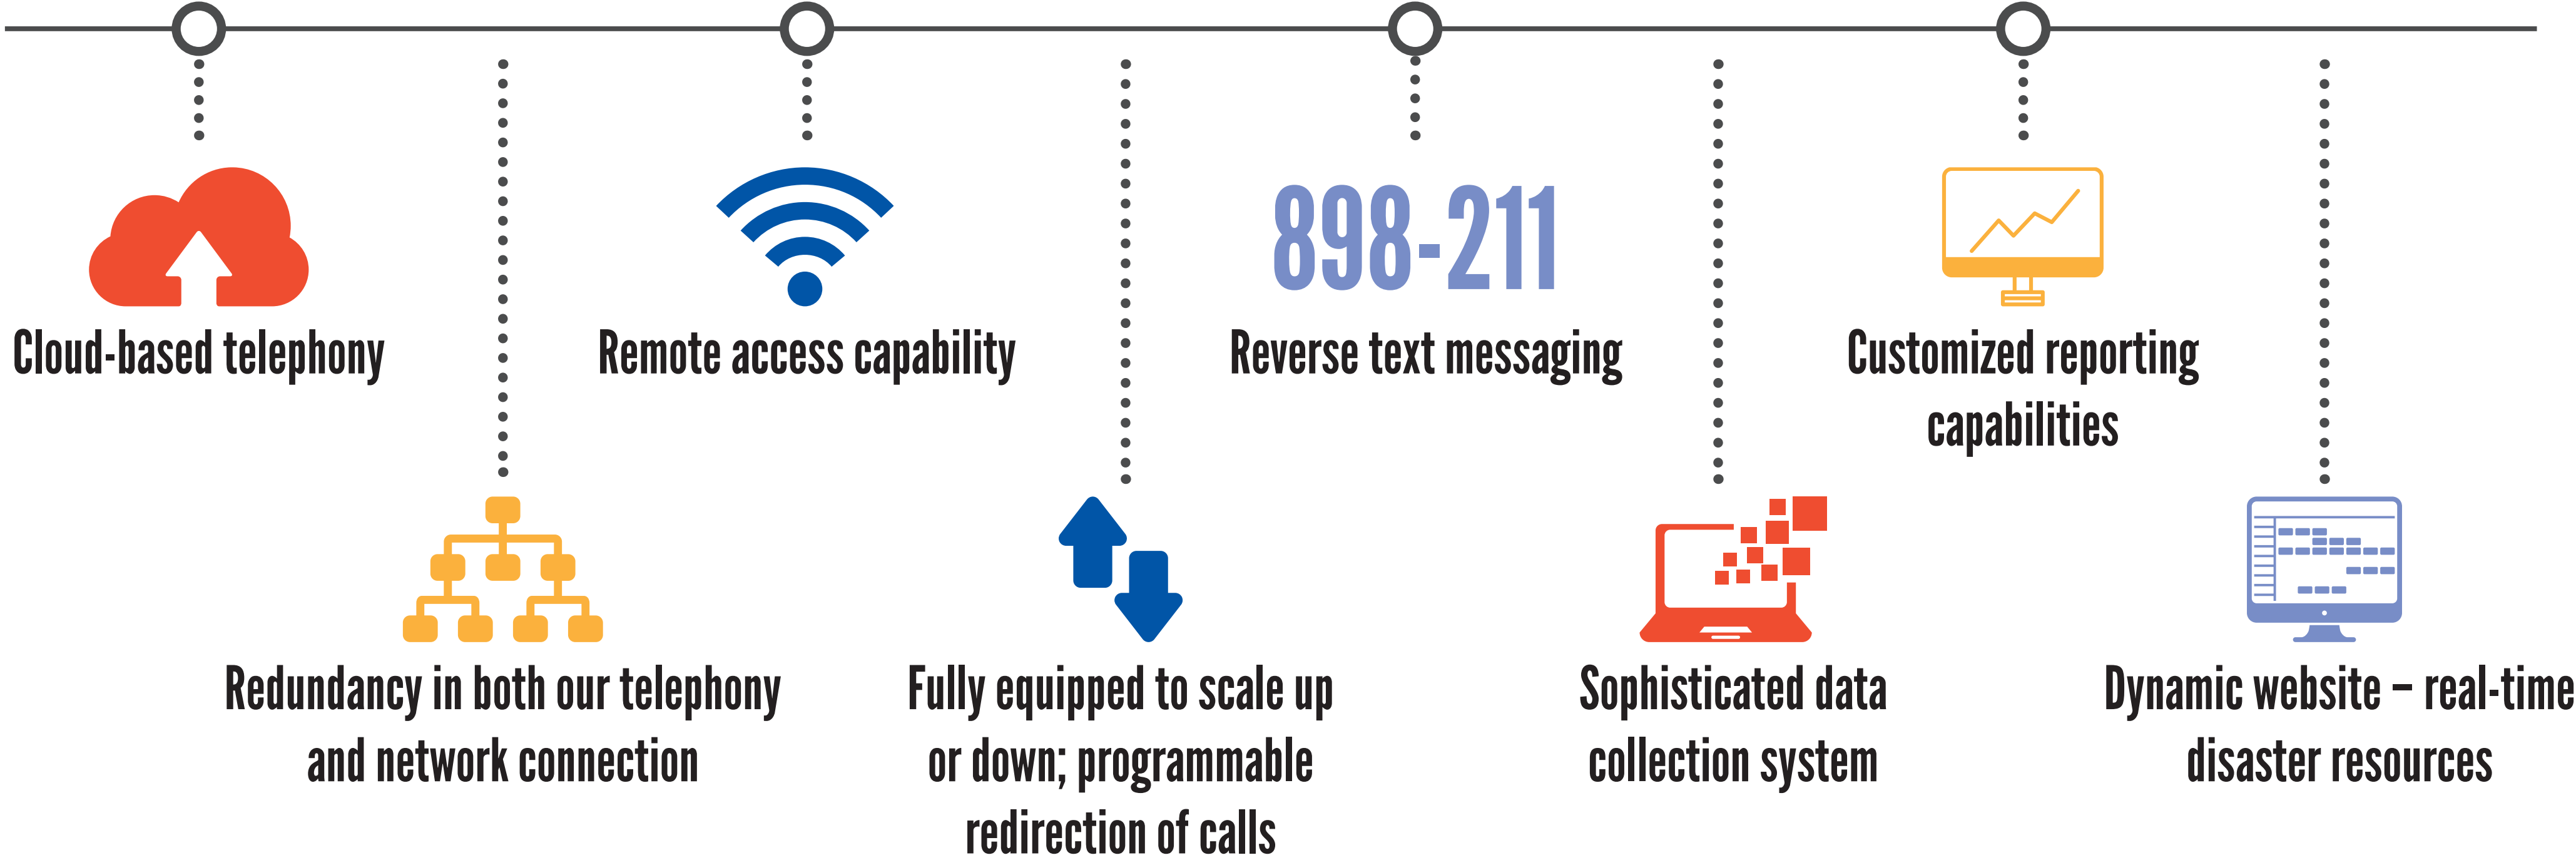 Cloud-based telephony
Redundancy in both our telephony
and network connection
Remote access capability
Fully equipped to scale up
or down; programmable
redirection of calls
898-211
Reverse text messaging
Sophisticated data
collection system
Customized reporting
capabilities
Dynamic website – real-time
disaster resources